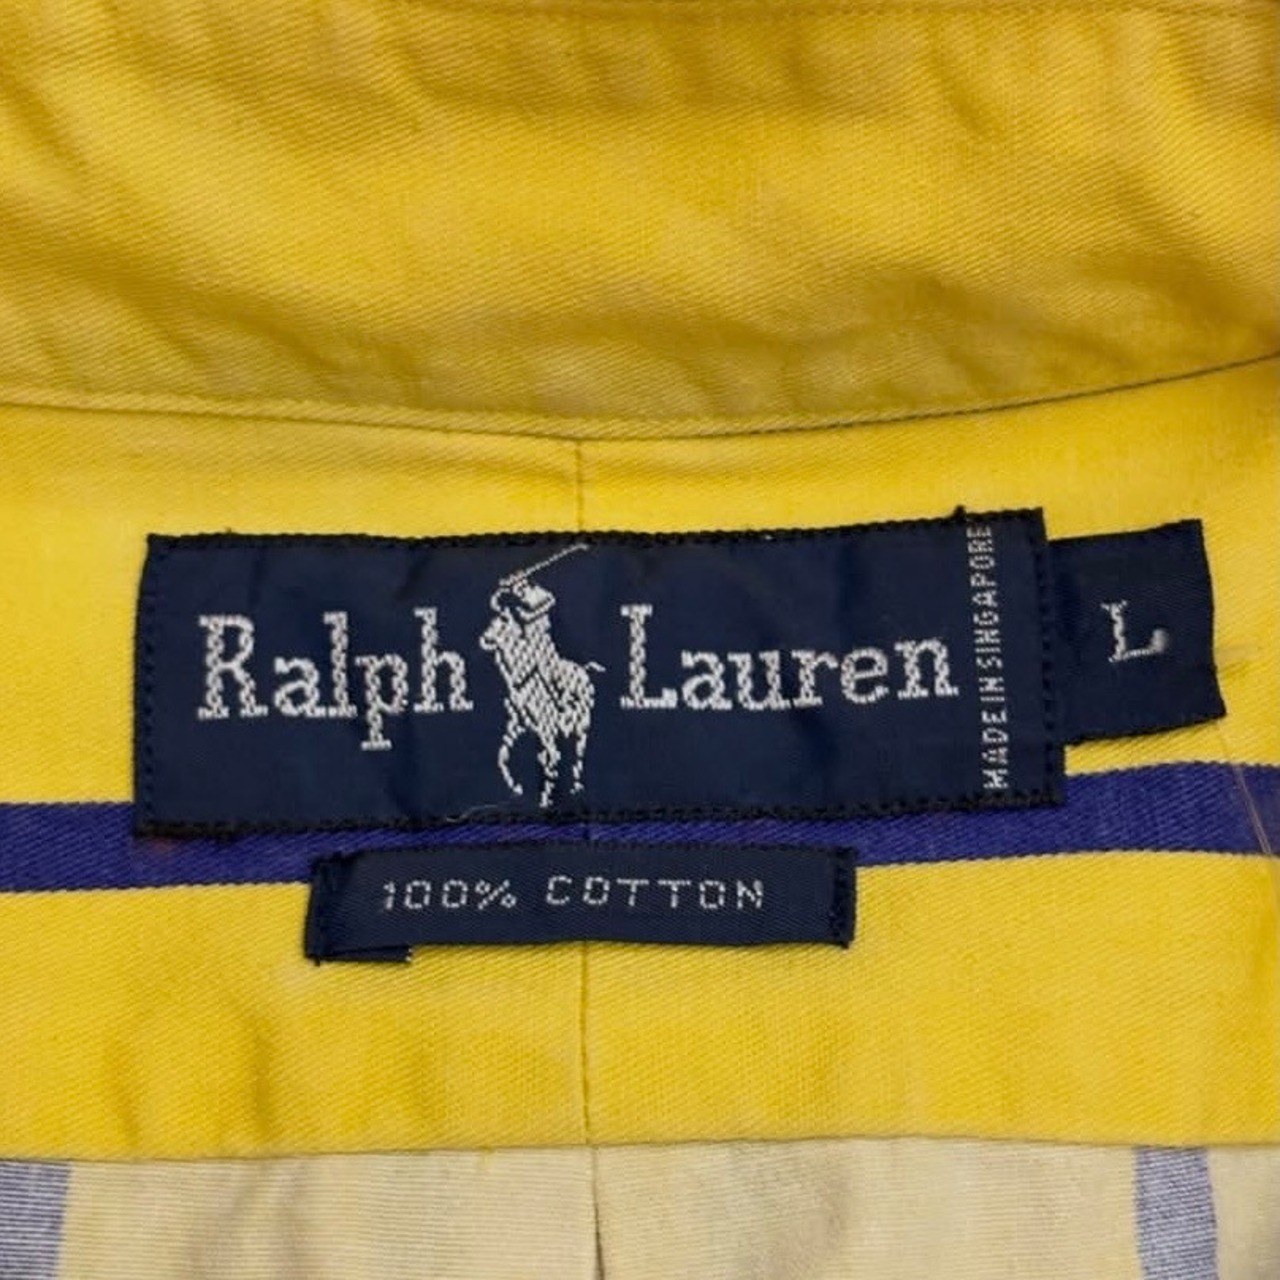 Ralph Lauren
MADE IN SINGAPORE
L
100% COTTON